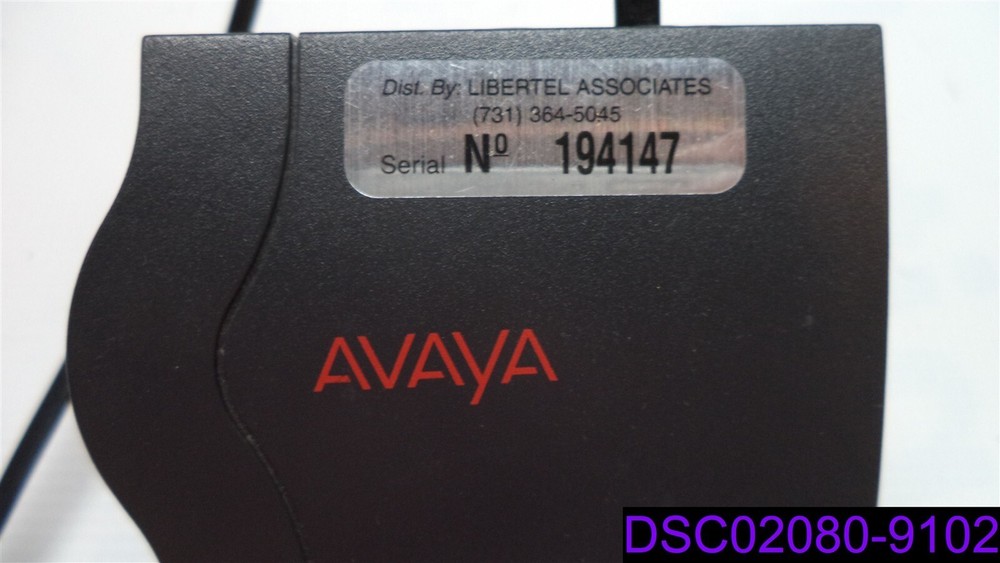 Dist. By: LIBERTEL ASSOCIATES
(731) 364-5045
Serial Nº 194147
AVAYA
DSC02080-9102